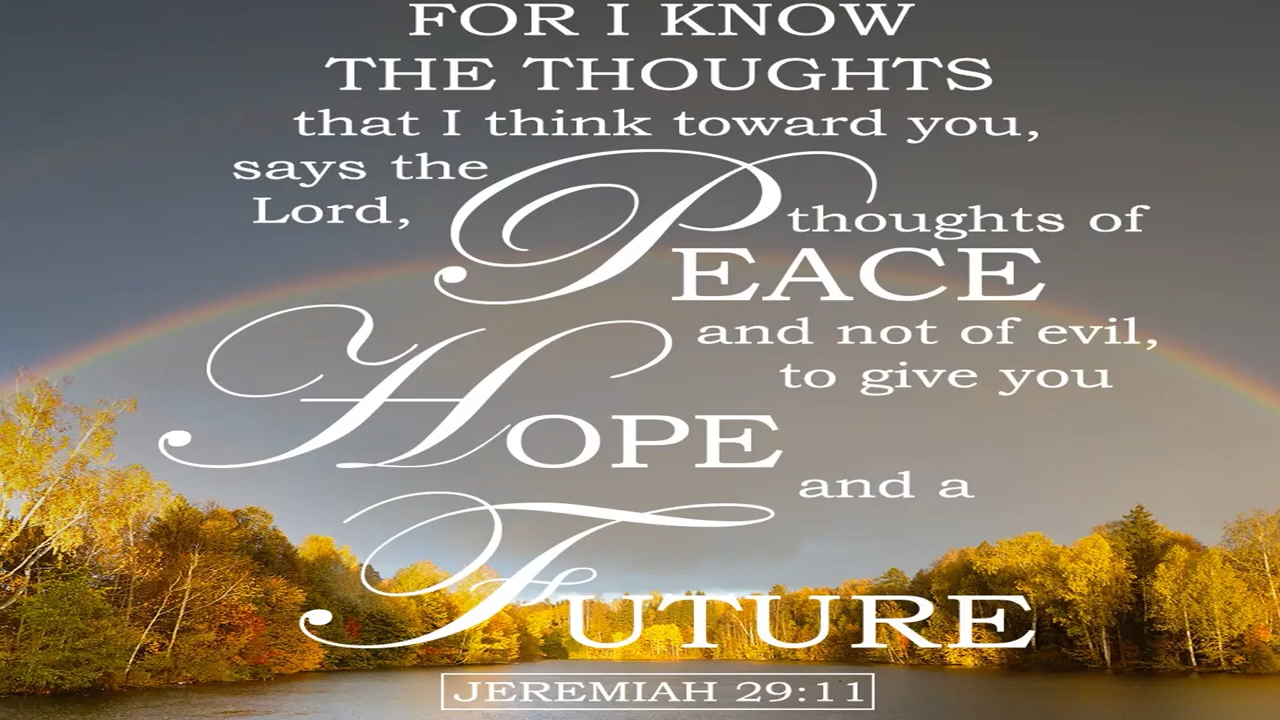 FOR I KNOW
THE THOUGHTS
that I think toward you,
says the
Lord,
thoughts of
PEACE
and not of evil,
to give you
HOPE
and a
FUTURE
JEREMIAH 29:11